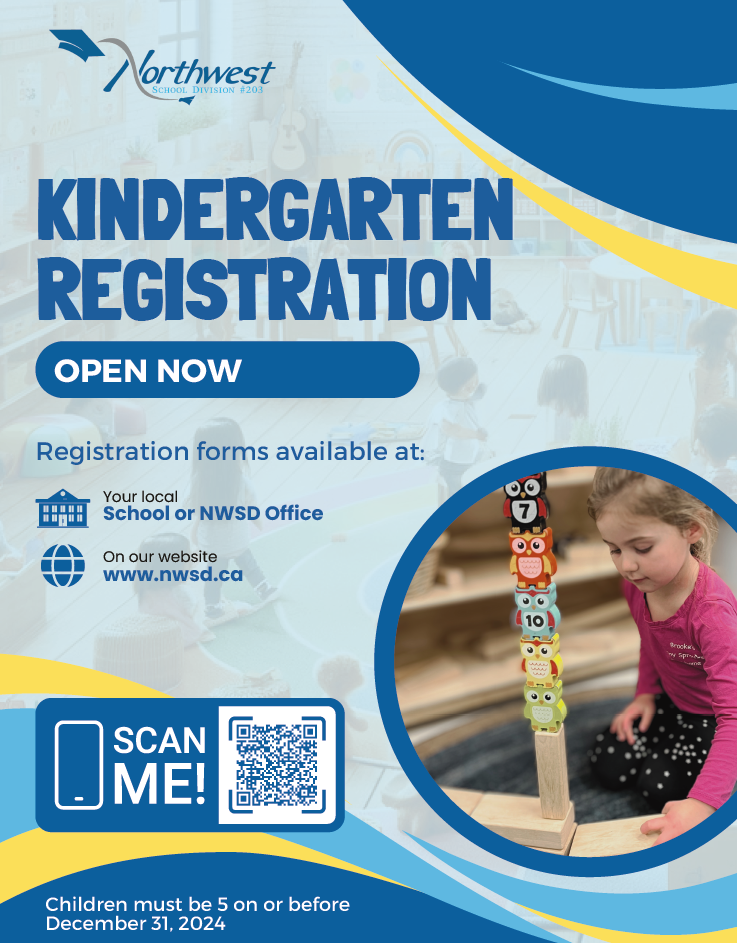 Northwest
SCHOOL DIVISION #203
KINDERGARTEN
REGISTRATION
OPEN NOW
Registration forms available at:
Your local
School or NWSD Office
On our website
www.nwsd.ca
7
10
Brooke
SCAN
ME!
Children must be 5 on or before
December 31, 2024